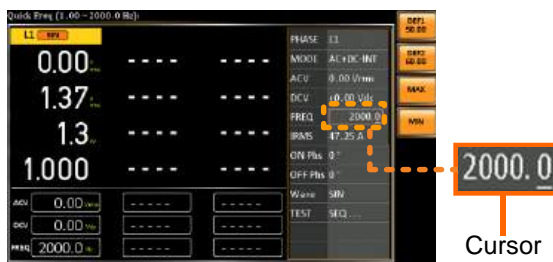 Quick Freq (1.00~2000.0 Hz):
DEF1
50.00
DEF2
60.00
MAX
MIN
L1
0.00 ---- ----
1.37 ---- ----
1.3 ---- ----
1.000 ---- ----
ACV 0.00 Vrms ----- -----
DCV 0.00 Vdc ----- -----
FREQ 2000.0 Hz ----- -----
PHASE L1
MODE AC+DC-INT
ACV 0.00 Vrms
DCV +0.00 Vdc
FREQ 2000.0
IRMS 47.25 A
ON Phs 0°
OFF Phs 0°
Wave SIN
TEST SEQ ...
2000.0
Cursor